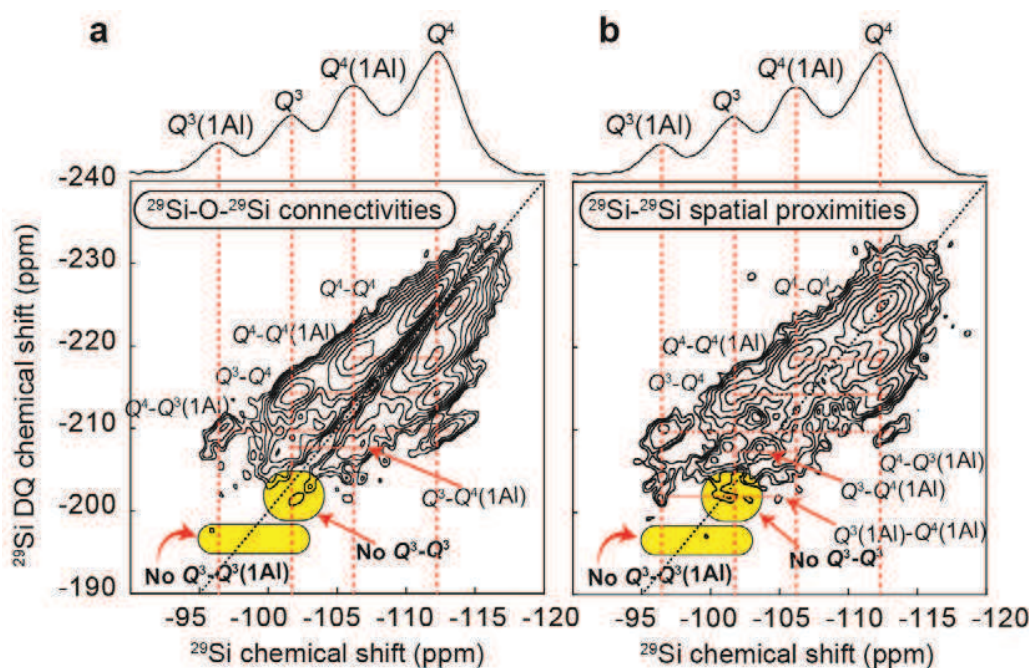 a
Q⁴
Q⁴(1Al)
Q³
Q³(1Al)
²⁹Si-O-²⁹Si connectivities
Q⁴-Q⁴
Q⁴-Q⁴(1Al)
Q³-Q⁴
Q⁴-Q³(1Al)
Q³-Q⁴(1Al)
No Q³-Q³
No Q³-Q³(1Al)
-240
-230
-220
-210
-200
-190
²⁹Si DQ chemical shift (ppm)
-95 -100 -106 -110 -115 -120
²⁹Si chemical shift (ppm)
b
Q⁴
Q⁴(1Al)
Q³
Q³(1Al)
²⁹Si-²⁹Si spatial proximities
Q⁴-Q⁴
Q⁴-Q⁴(1Al)
Q³-Q⁴
Q⁴-Q³(1Al)
Q³-Q⁴(1Al)
Q³(1Al)-Q⁴(1Al)
No Q³-Q³
No Q³-Q³(1Al)
-95 -100 -106 -110 -115 -120
²⁹Si chemical shift (ppm)